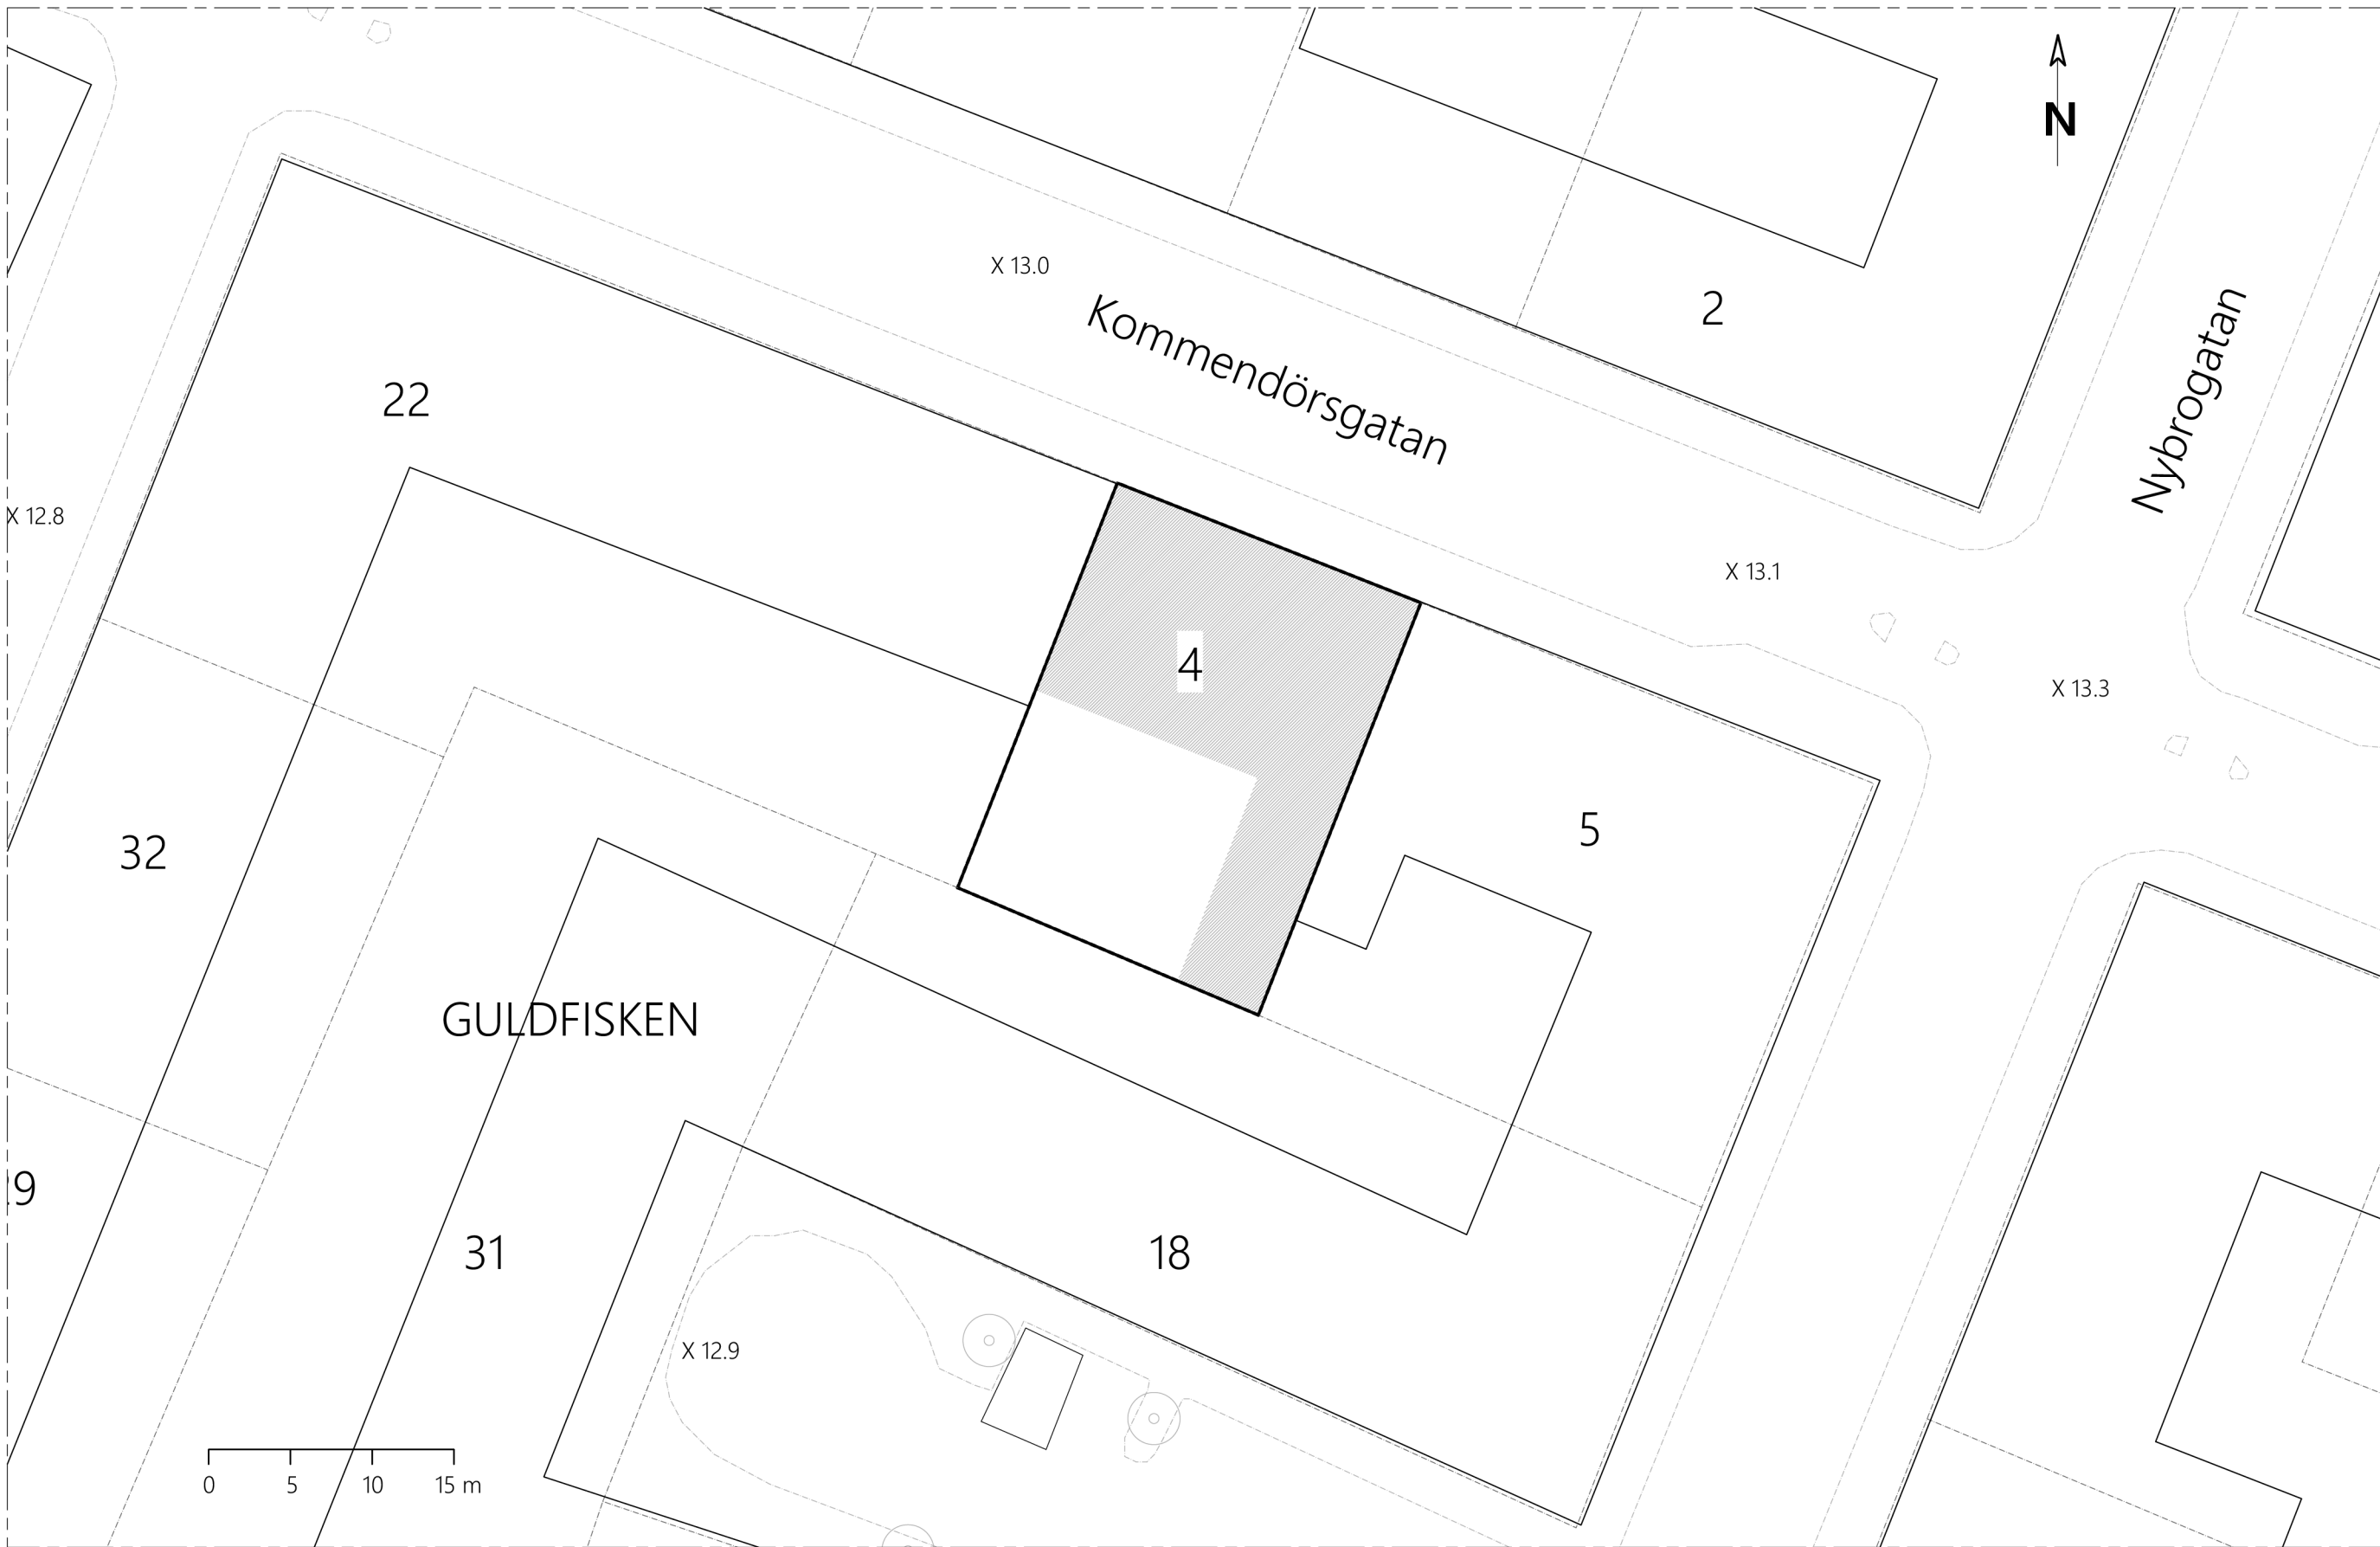 N
X 13.0
2
Kommendörsgatan
Nybrogatan
22
X 12.8
X 13.1
4
X 13.3
5
32
GULDFISKEN
9
31
18
X 12.9
0 5 10 15 m